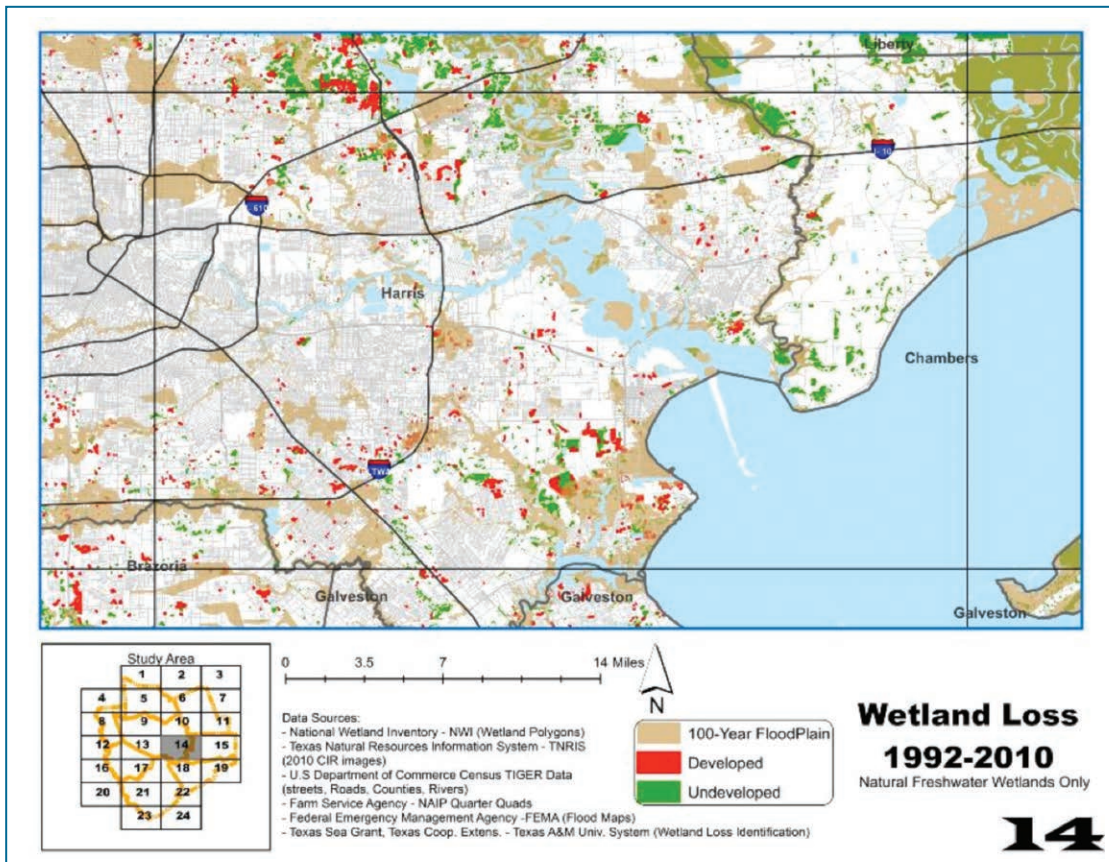 Liberty
I-10
I-610
Harris
Chambers
Brazoria
Galveston
Galveston
Galveston
Study Area
1 2 3
4 5 6 7
8 9 10 11
12 13 14 15
16 17 18 19
20 21 22
23 24
0 3.5 7 14 Miles
N
Data Sources:
- National Wetland Inventory - NWI (Wetland Polygons)
- Texas Natural Resources Information System - TNRIS
(2010 CIR images)
- U.S Department of Commerce Census TIGER Data
(streets, Roads, Counties, Rivers)
- Farm Service Agency - NAIP Quarter Quads
- Federal Emergency Management Agency -FEMA (Flood Maps)
- Texas Sea Grant, Texas Coop. Extens. - Texas A&M Univ. System (Wetland Loss Identification)
100-Year FloodPlain
Developed
Undeveloped
Wetland Loss
1992-2010
Natural Freshwater Wetlands Only
14